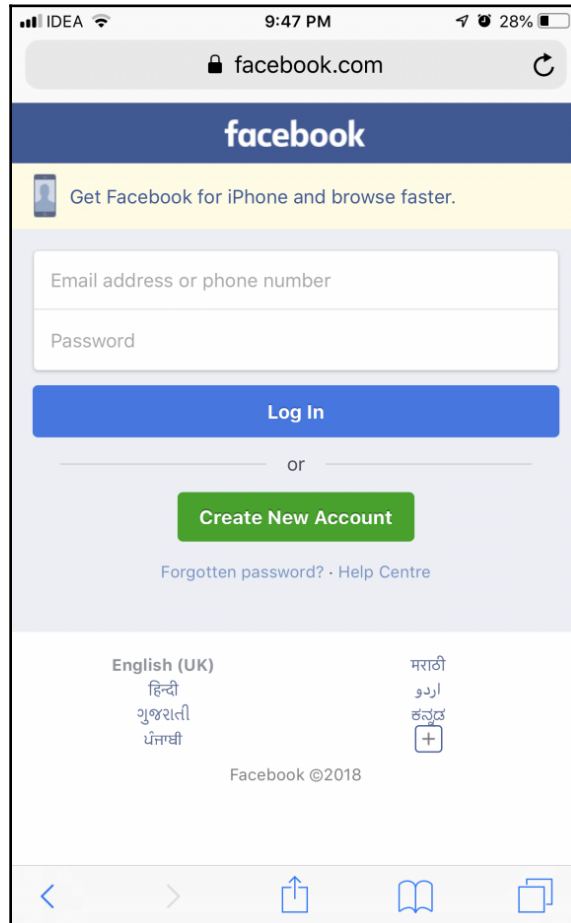 IDEA 9:47 PM 28%
facebook.com
facebook
Get Facebook for iPhone and browse faster.
Email address or phone number
Password
Log In
or
Create New Account
Forgotten password? · Help Centre
English (UK) मराठी
हिन्दी اردو
ગુજરાતી ಕನ್ನಡ
ਪੰਜਾਬੀ +
Facebook ©2018